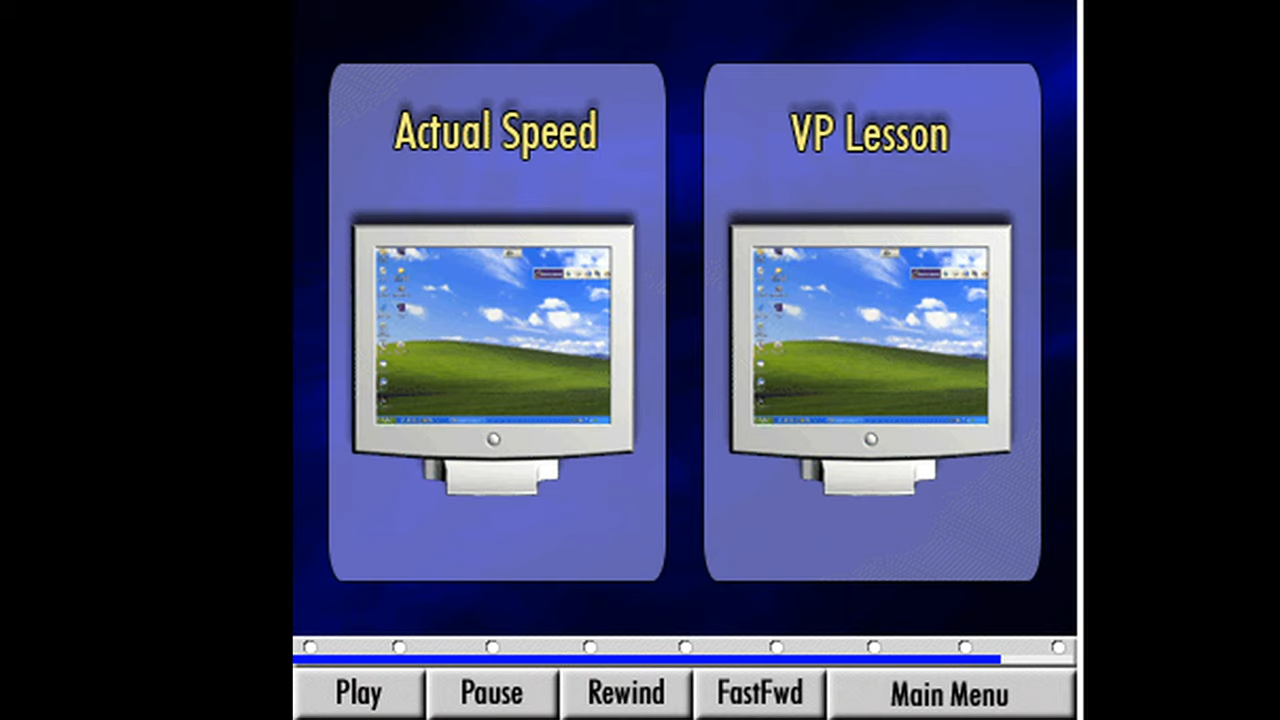 Actual Speed
VP Lesson
Play
Pause
Rewind
FastFwd
Main Menu